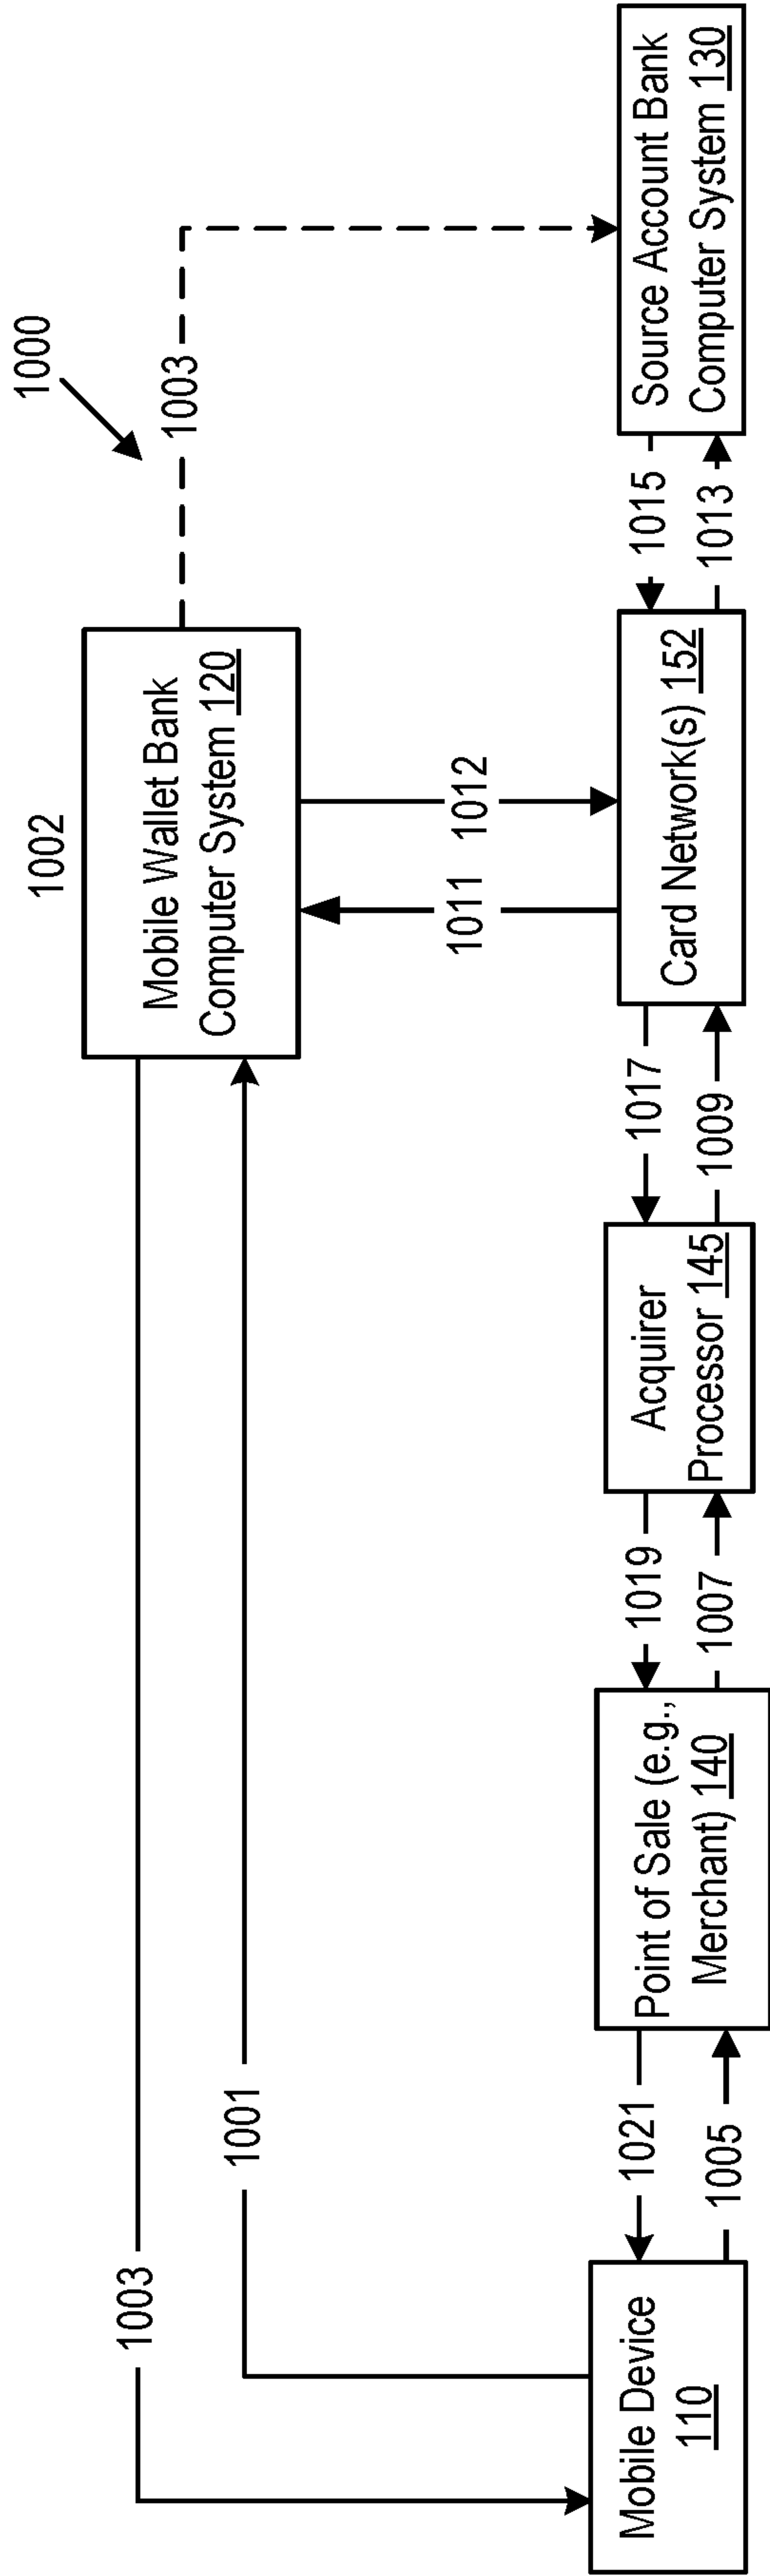 1000
1002
Mobile Wallet Bank
Computer System 120
1003
1003
1001
1011
1012
Mobile Device
110
1021
1005
Point of Sale (e.g.,
Merchant) 140
1019
1007
Acquirer
Processor 145
1017
1009
Card Network(s) 152
1015
1013
Source Account Bank
Computer System 130